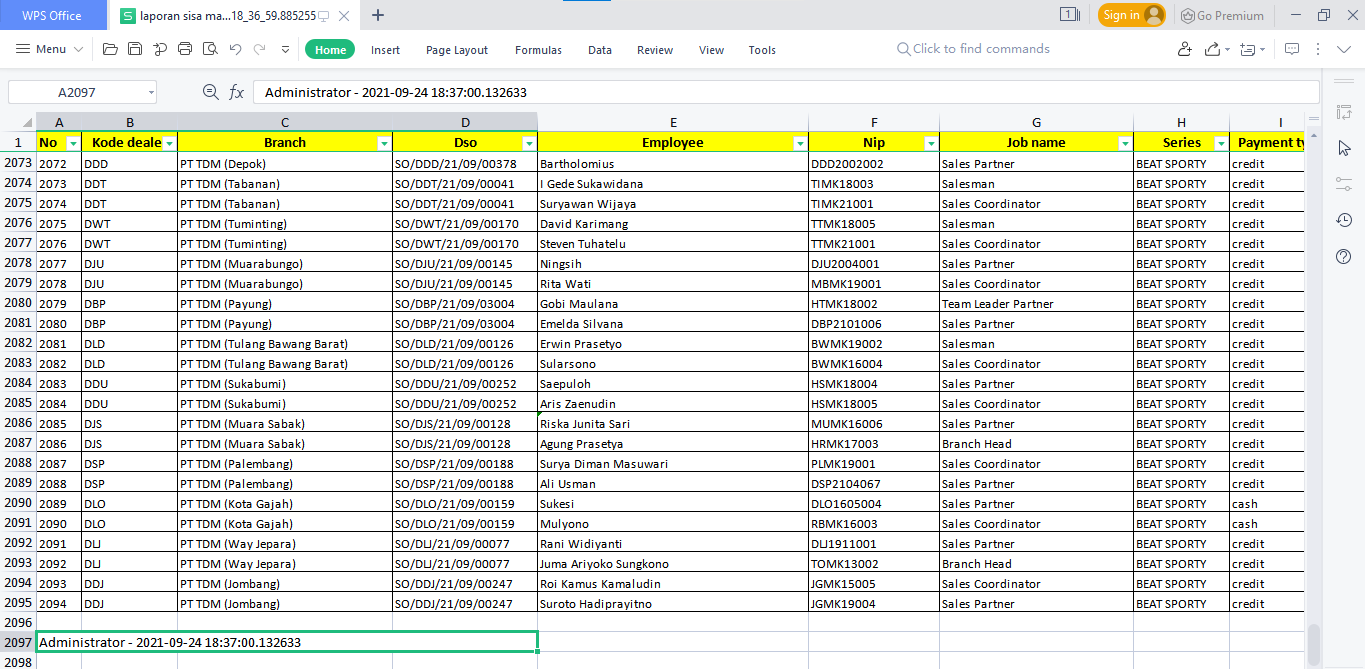 WPS Office laporan sisa ma...18_36_59.885255 1 Sign in Go Premium
Menu Home Insert Page Layout Formulas Data Review View Tools Click to find commands
A2097 fx Administrator - 2021-09-24 18:37:00.132633
A B C D E F G H I
1 No Kode deale Branch Dso Employee Nip Job name Series Payment ty
2073 2072 DDD PT TDM (Depok) SO/DDD/21/09/00378 Bartholomius DDD2002002 Sales Partner BEAT SPORTY credit
2074 2073 DDT PT TDM (Tabanan) SO/DDT/21/09/00041 I Gede Sukawidana TIMK18003 Salesman BEAT SPORTY credit
2075 2074 DDT PT TDM (Tabanan) SO/DDT/21/09/00041 Suryawan Wijaya TIMK21001 Sales Coordinator BEAT SPORTY credit
2076 2075 DWT PT TDM (Tuminting) SO/DWT/21/09/00170 David Karimang TTMK18005 Salesman BEAT SPORTY credit
2077 2076 DWT PT TDM (Tuminting) SO/DWT/21/09/00170 Steven Tuhatelu TTMK21001 Sales Coordinator BEAT SPORTY credit
2078 2077 DJU PT TDM (Muarabungo) SO/DJU/21/09/00145 Ningsih DJU2004001 Sales Partner BEAT SPORTY credit
2079 2078 DJU PT TDM (Muarabungo) SO/DJU/21/09/00145 Rita Wati MBMK19001 Sales Coordinator BEAT SPORTY credit
2080 2079 DBP PT TDM (Payung) SO/DBP/21/09/03004 Gobi Maulana HTMK18002 Team Leader Partner BEAT SPORTY credit
2081 2080 DBP PT TDM (Payung) SO/DBP/21/09/03004 Emelda Silvana DBP2101006 Sales Partner BEAT SPORTY credit
2082 2081 DLD PT TDM (Tulang Bawang Barat) SO/DLD/21/09/00126 Erwin Prasetyo BWMK19002 Salesman BEAT SPORTY credit
2083 2082 DLD PT TDM (Tulang Bawang Barat) SO/DLD/21/09/00126 Sularsono BWMK16004 Sales Coordinator BEAT SPORTY credit
2084 2083 DDU PT TDM (Sukabumi) SO/DDU/21/09/00252 Saepuloh HSMK18004 Sales Partner BEAT SPORTY credit
2085 2084 DDU PT TDM (Sukabumi) SO/DDU/21/09/00252 Aris Zaenudin HSMK18005 Sales Coordinator BEAT SPORTY credit
2086 2085 DJS PT TDM (Muara Sabak) SO/DJS/21/09/00128 Riska Junita Sari MUMK16006 Sales Partner BEAT SPORTY credit
2087 2086 DJS PT TDM (Muara Sabak) SO/DJS/21/09/00128 Agung Prasetya HRMK17003 Branch Head BEAT SPORTY credit
2088 2087 DSP PT TDM (Palembang) SO/DSP/21/09/00188 Surya Diman Masuwari PLMK19001 Sales Coordinator BEAT SPORTY credit
2089 2088 DSP PT TDM (Palembang) SO/DSP/21/09/00188 Ali Usman DSP2104067 Sales Partner BEAT SPORTY credit
2090 2089 DLO PT TDM (Kota Gajah) SO/DLO/21/09/00159 Sukesi DLO1605004 Sales Partner BEAT SPORTY cash
2091 2090 DLO PT TDM (Kota Gajah) SO/DLO/21/09/00159 Mulyono RBMK16003 Sales Coordinator BEAT SPORTY cash
2092 2091 DLJ PT TDM (Way Jepara) SO/DLJ/21/09/00077 Rani Widiyanti DLJ1911001 Sales Partner BEAT SPORTY credit
2093 2092 DLJ PT TDM (Way Jepara) SO/DLJ/21/09/00077 Juma Ariyoko Sungkono TOMK13002 Branch Head BEAT SPORTY credit
2094 2093 DDJ PT TDM (Jombang) SO/DDJ/21/09/00247 Roi Kamus Kamaludin JGMK15005 Sales Coordinator BEAT SPORTY credit
2095 2094 DDJ PT TDM (Jombang) SO/DDJ/21/09/00247 Suroto Hadiprayitno JGMK19004 Sales Partner BEAT SPORTY credit
2096
2097 Administrator - 2021-09-24 18:37:00.132633
2098